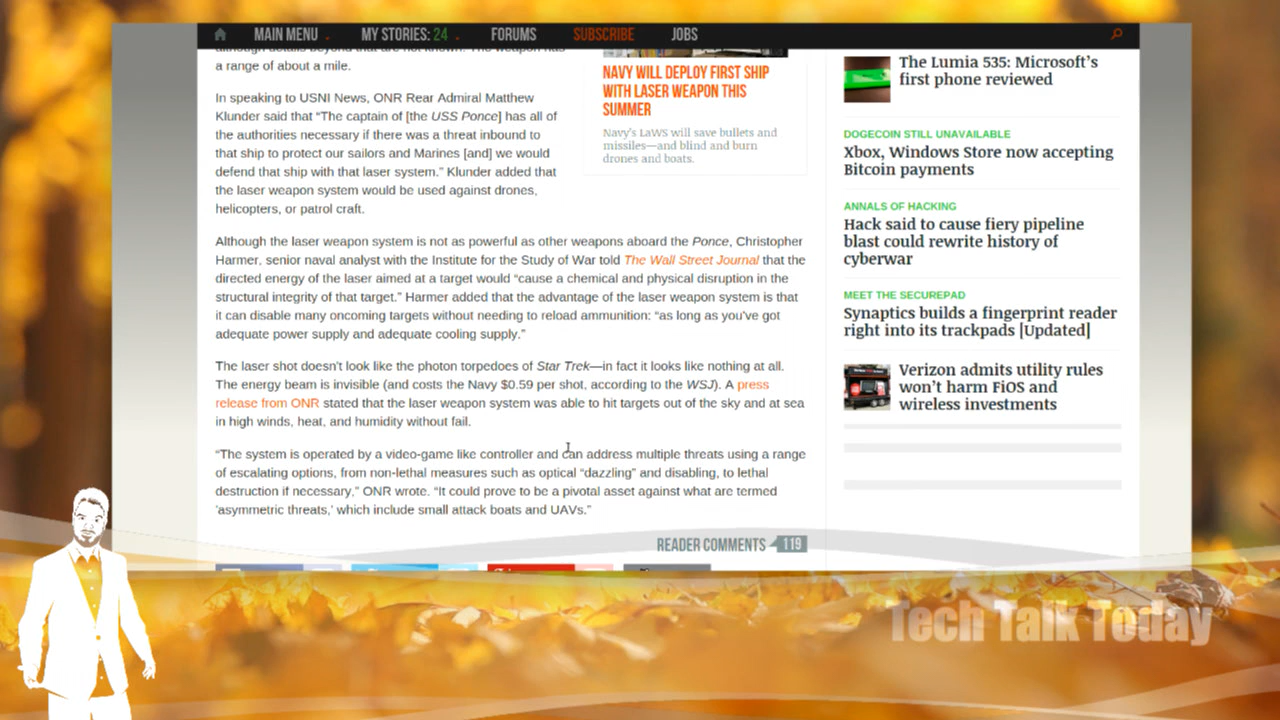 MAIN MENU
MY STORIES: 24
FORUMS
SUBSCRIBE
JOBS
although details beyond that are not known. The weapon has
a range of about a mile.
In speaking to USNI News, ONR Rear Admiral Matthew
Klunder said that “The captain of [the USS Ponce] has all of
the authorities necessary if there was a threat inbound to
that ship to protect our sailors and Marines [and] we would
defend that ship with that laser system.” Klunder added that
the laser weapon system would be used against drones,
helicopters, or patrol craft.
NAVY WILL DEPLOY FIRST SHIP
WITH LASER WEAPON THIS
SUMMER
Navy’s LaWS will save bullets and
missiles—and blind and burn
drones and boats.
Although the laser weapon system is not as powerful as other weapons aboard the Ponce, Christopher
Harmer, senior naval analyst with the Institute for the Study of War told The Wall Street Journal that the
directed energy of the laser aimed at a target would “cause a chemical and physical disruption in the
structural integrity of that target.” Harmer added that the advantage of the laser weapon system is that
it can disable many oncoming targets without needing to reload ammunition: “as long as you’ve got
adequate power supply and adequate cooling supply.”
The laser shot doesn’t look like the photon torpedoes of Star Trek—in fact it looks like nothing at all.
The energy beam is invisible (and costs the Navy $0.59 per shot, according to the WSJ). A press
release from ONR stated that the laser weapon system was able to hit targets out of the sky and at sea
in high winds, heat, and humidity without fail.
“The system is operated by a video-game like controller and can address multiple threats using a range
of escalating options, from non-lethal measures such as optical “dazzling” and disabling, to lethal
destruction if necessary,” ONR wrote. “It could prove to be a pivotal asset against what are termed
‘asymmetric threats,’ which include small attack boats and UAVs.”
READER COMMENTS 119
The Lumia 535: Microsoft’s
first phone reviewed
DOGECOIN STILL UNAVAILABLE
Xbox, Windows Store now accepting
Bitcoin payments
ANNALS OF HACKING
Hack said to cause fiery pipeline
blast could rewrite history of
cyberwar
MEET THE SECUREPAD
Synaptics builds a fingerprint reader
right into its trackpads [Updated]
Verizon admits utility rules
won’t harm FiOS and
wireless investments
Tech Talk Today